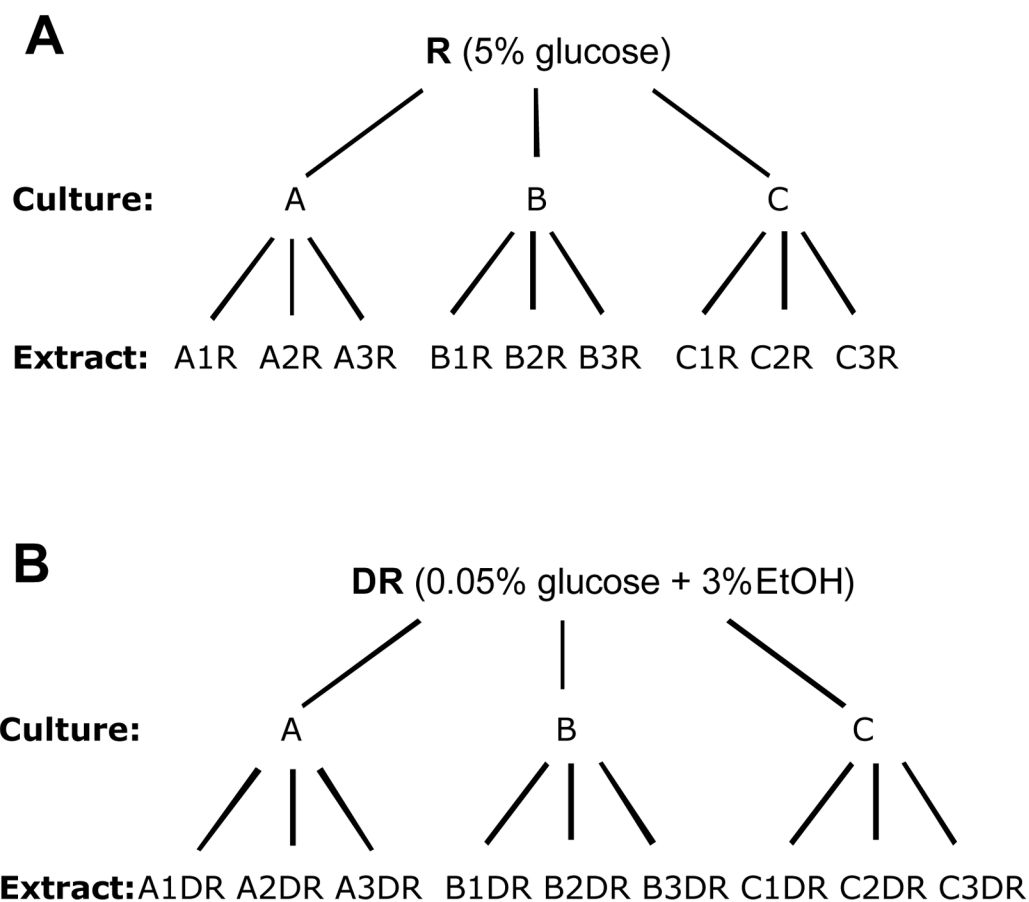 A
R (5% glucose)
Culture: A B C
Extract: A1R A2R A3R B1R B2R B3R C1R C2R C3R
B
DR (0.05% glucose + 3%EtOH)
Culture: A B C
Extract: A1DR A2DR A3DR B1DR B2DR B3DR C1DR C2DR C3DR